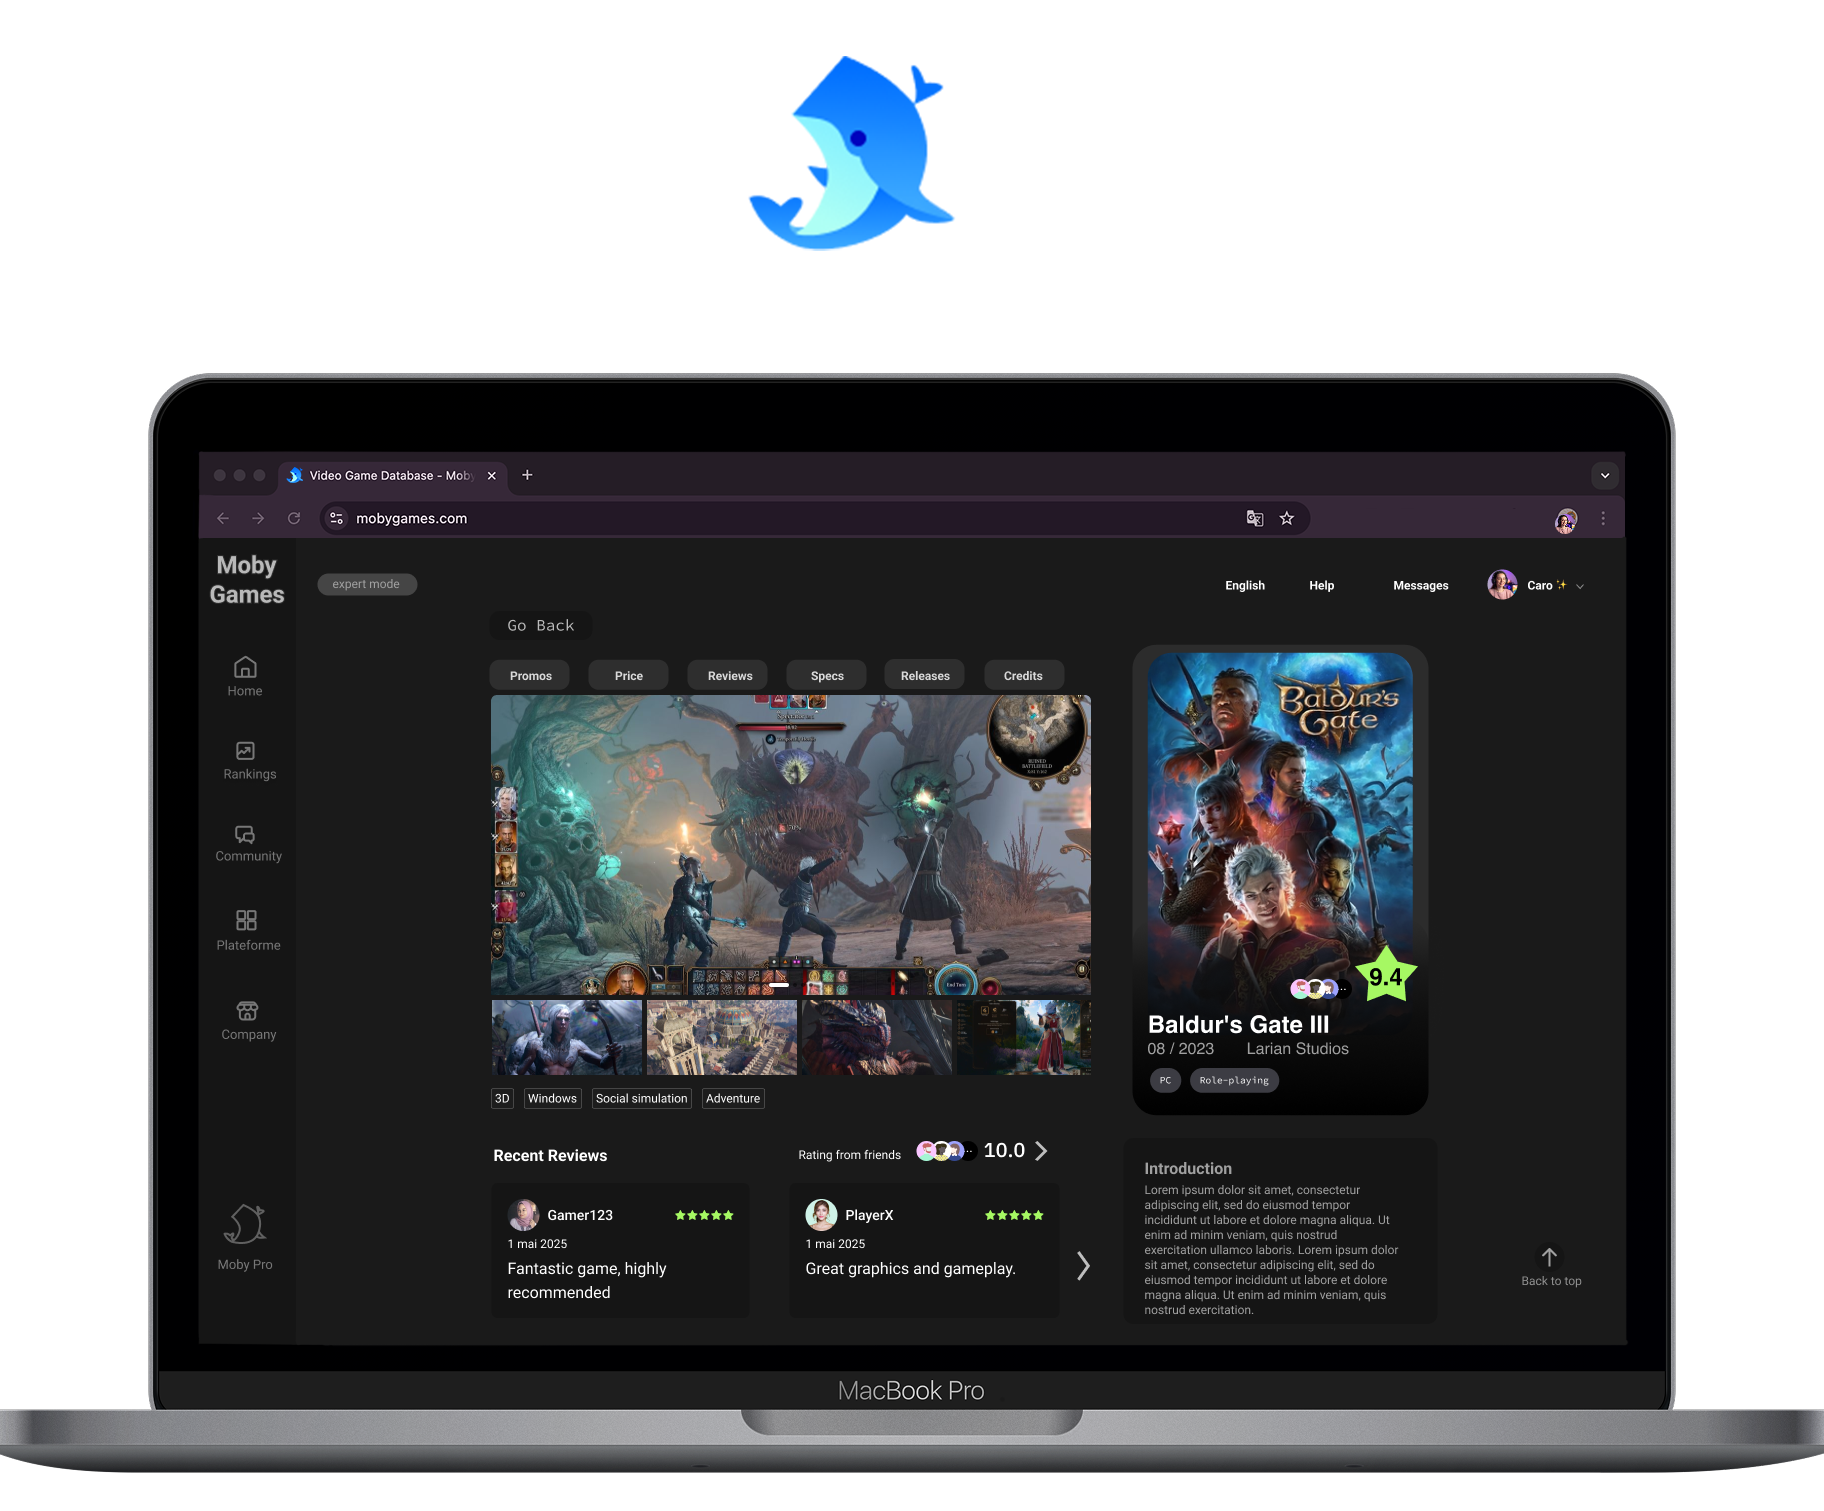 Video Game Database - Moby
mobygames.com
Moby
Games
expert mode
English
Help
Messages
Caro
Go Back
Home
Rankings
Community
Plateforme
Company
Moby Pro
Promos
Price
Reviews
Specs
Releases
Credits
RUINED
BATTLEFIELD
End Turn
3D
Windows
Social simulation
Adventure
Baldur's
Gate
9.4
Baldur's Gate III
08 / 2023
Larian Studios
PC
Role-playing
Recent Reviews
Rating from friends
10.0
Gamer123
1 mai 2025
Fantastic game, highly
recommended
PlayerX
1 mai 2025
Great graphics and gameplay.
Introduction
Lorem ipsum dolor sit amet, consectetur
adipiscing elit, sed do eiusmod tempor
incididunt ut labore et dolore magna aliqua. Ut
enim ad minim veniam, quis nostrud
exercitation ullamco laboris. Lorem ipsum dolor
sit amet, consectetur adipiscing elit, sed do
eiusmod tempor incididunt ut labore et dolore
magna aliqua. Ut enim ad minim veniam, quis
nostrud exercitation.
Back to top
MacBook Pro